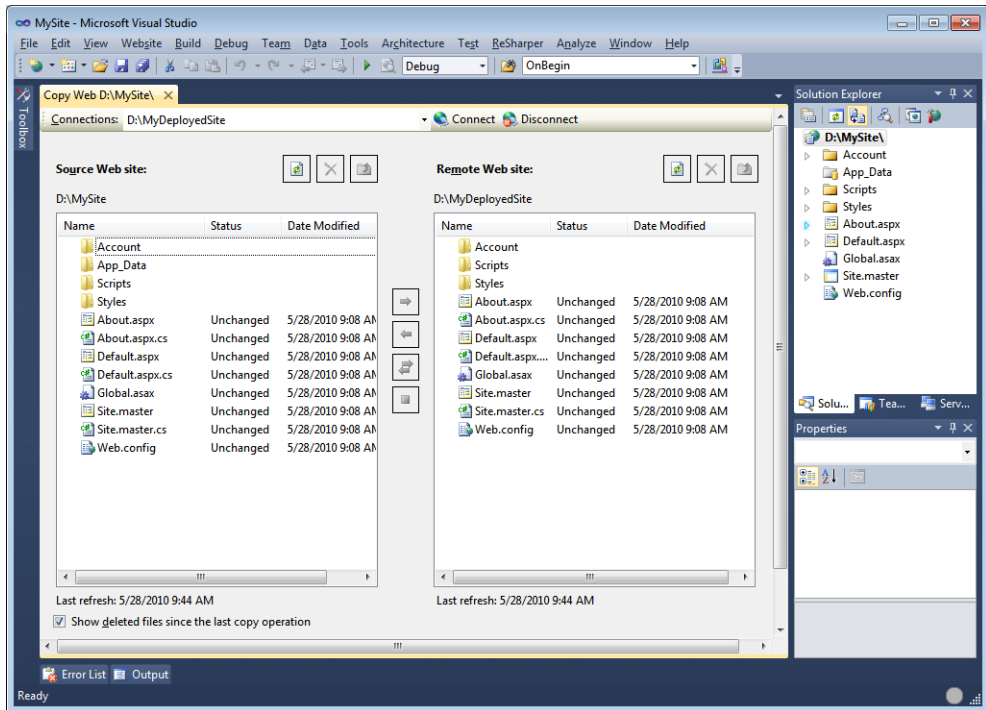 MySite - Microsoft Visual Studio
File Edit View Website Build Debug Team Data Tools Architecture Test ReSharper Analyze Window Help
Debug OnBegin
Toolbox
Copy Web D:\MySite\
Connections: D:\MyDeployedSite Connect Disconnect
Source Web site:
D:\MySite
Name Status Date Modified
Account
App_Data
Scripts
Styles
About.aspx Unchanged 5/28/2010 9:08 AM
About.aspx.cs Unchanged 5/28/2010 9:08 AM
Default.aspx Unchanged 5/28/2010 9:08 AM
Default.aspx.cs Unchanged 5/28/2010 9:08 AM
Global.asax Unchanged 5/28/2010 9:08 AM
Site.master Unchanged 5/28/2010 9:08 AM
Site.master.cs Unchanged 5/28/2010 9:08 AM
Web.config Unchanged 5/28/2010 9:08 AM
Last refresh: 5/28/2010 9:44 AM
Show deleted files since the last copy operation
Remote Web site:
D:\MyDeployedSite
Name Status Date Modified
Account
Scripts
Styles
About.aspx Unchanged 5/28/2010 9:08 AM
About.aspx.cs Unchanged 5/28/2010 9:08 AM
Default.aspx Unchanged 5/28/2010 9:08 AM
Default.aspx.... Unchanged 5/28/2010 9:08 AM
Global.asax Unchanged 5/28/2010 9:08 AM
Site.master Unchanged 5/28/2010 9:08 AM
Site.master.cs Unchanged 5/28/2010 9:08 AM
Web.config Unchanged 5/28/2010 9:08 AM
Last refresh: 5/28/2010 9:44 AM
Solution Explorer
D:\MySite\
Account
App_Data
Scripts
Styles
About.aspx
Default.aspx
Global.asax
Site.master
Web.config
Solu... Tea... Serv...
Properties
Error List Output
Ready